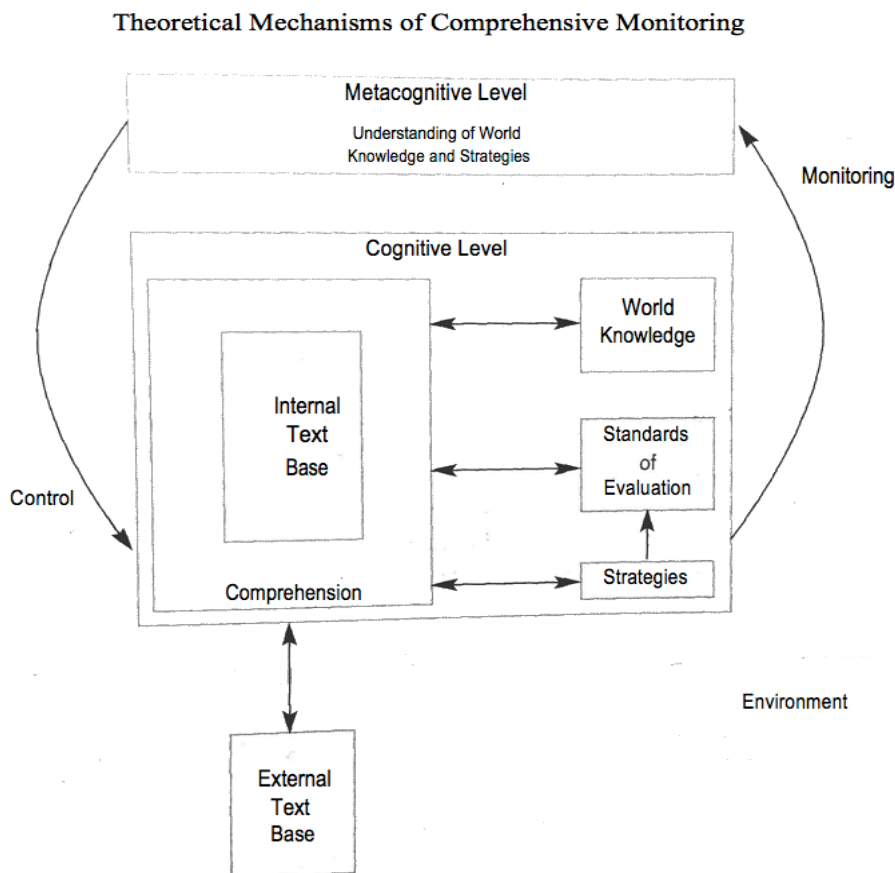 Theoretical Mechanisms of Comprehensive Monitoring
Metacognitive Level
Understanding of World
Knowledge and Strategies
Monitoring
Cognitive Level
World
Knowledge
Internal
Text
Base
Standards
of
Evaluation
Control
Strategies
Comprehension
Environment
External
Text
Base